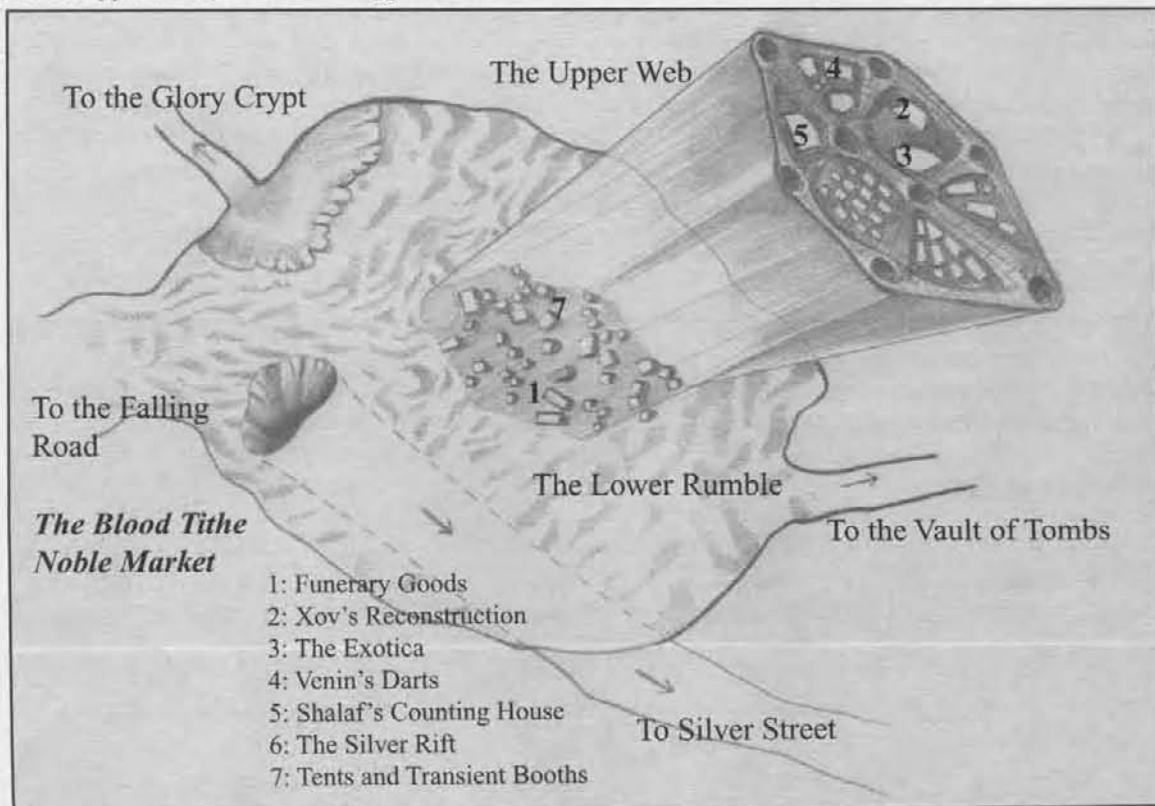 The Upper Web
To the Glory Crypt
4
2
5
3
7
1
To the Falling
Road
The Lower Rumble
The Blood Tithe
Noble Market
To the Vault of Tombs
1: Funerary Goods
2: Xov's Reconstruction
3: The Exotica
4: Venin's Darts
5: Shalaf's Counting House
6: The Silver Rift
7: Tents and Transient Booths
To Silver Street